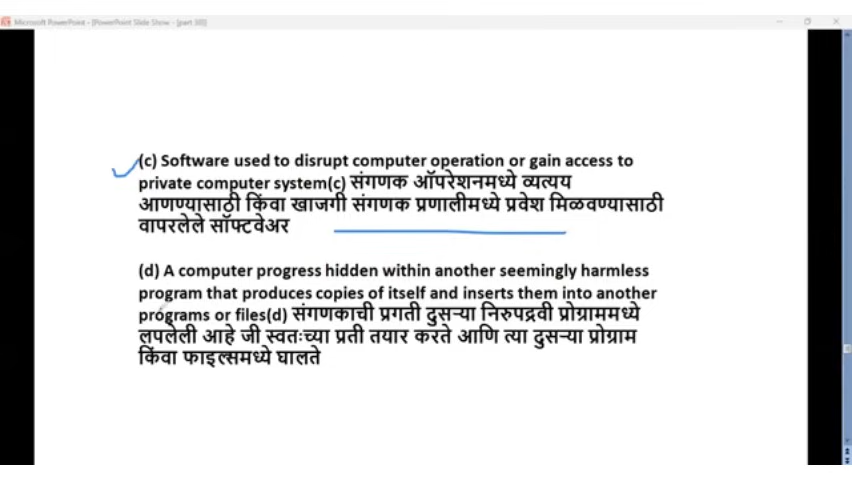 Microsoft PowerPoint - [PowerPoint Slide Show - [part 30]]
(c) Software used to disrupt computer operation or gain access to
private computer system(c) संगणक ऑपरेशनमध्ये व्यत्यय
आणण्यासाठी किंवा खाजगी संगणक प्रणालीमध्ये प्रवेश मिळवण्यासाठी
वापरलेले सॉफ्टवेअर
(d) A computer progress hidden within another seemingly harmless
program that produces copies of itself and inserts them into another
programs or files(d) संगणकाची प्रगती दुसऱ्या निरुपद्रवी प्रोग्राममध्ये
लपलेली आहे जी स्वतःच्या प्रती तयार करते आणि त्या दुसऱ्या प्रोग्राम
किंवा फाइल्समध्ये घालते